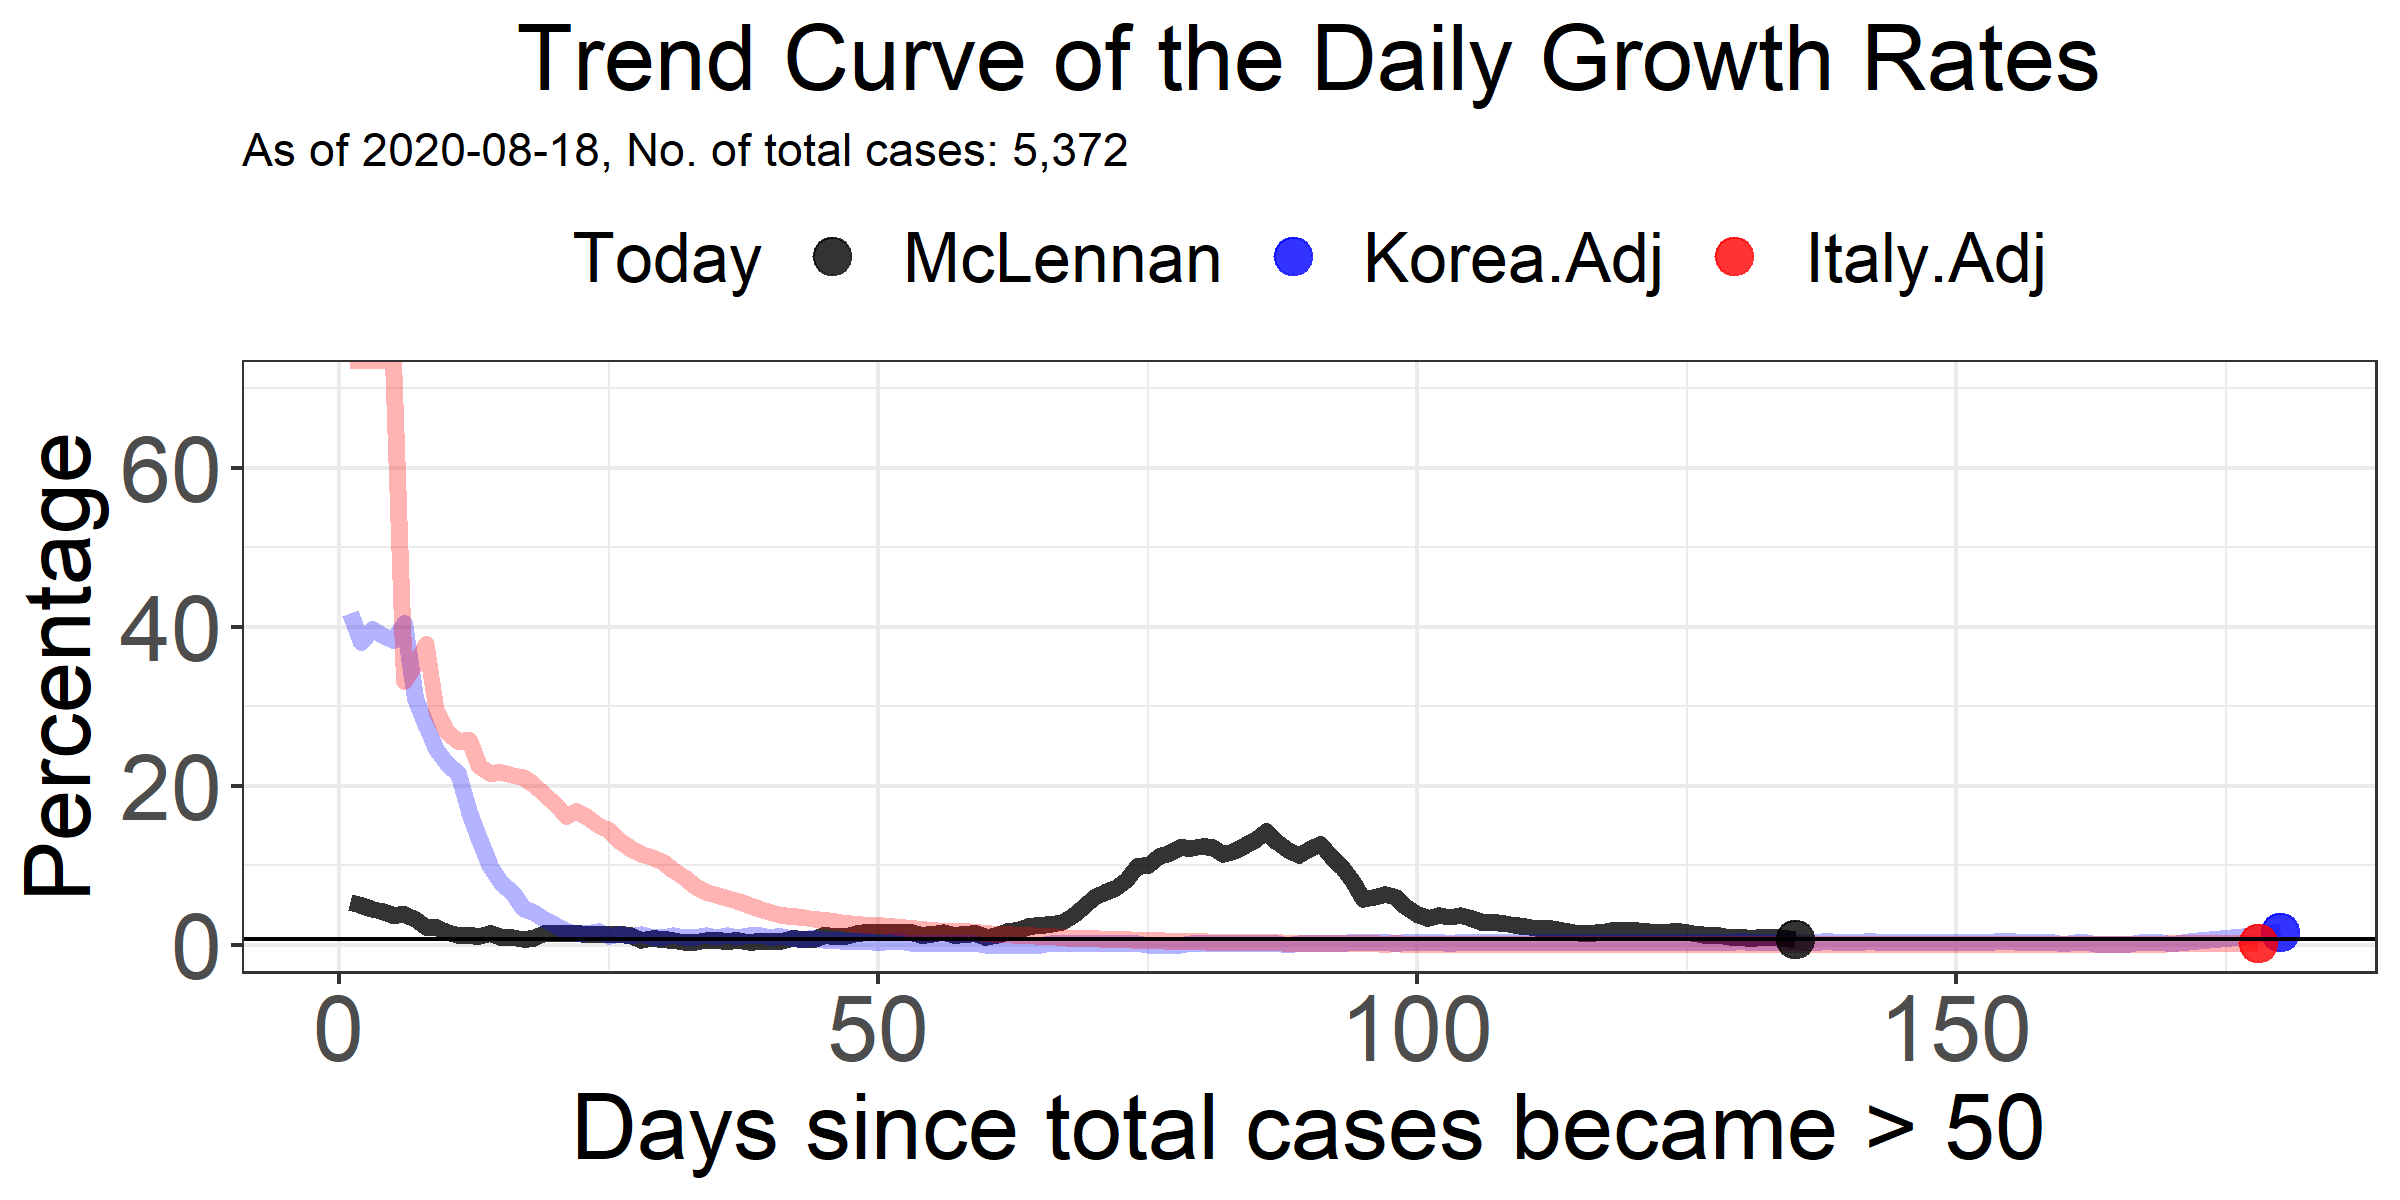 Trend Curve of the Daily Growth Rates
As of 2020-08-18, No. of total cases: 5,372
Today McLennan Korea.Adj Italy.Adj
Percentage
60
40
20
0
0 50 100 150
Days since total cases became > 50